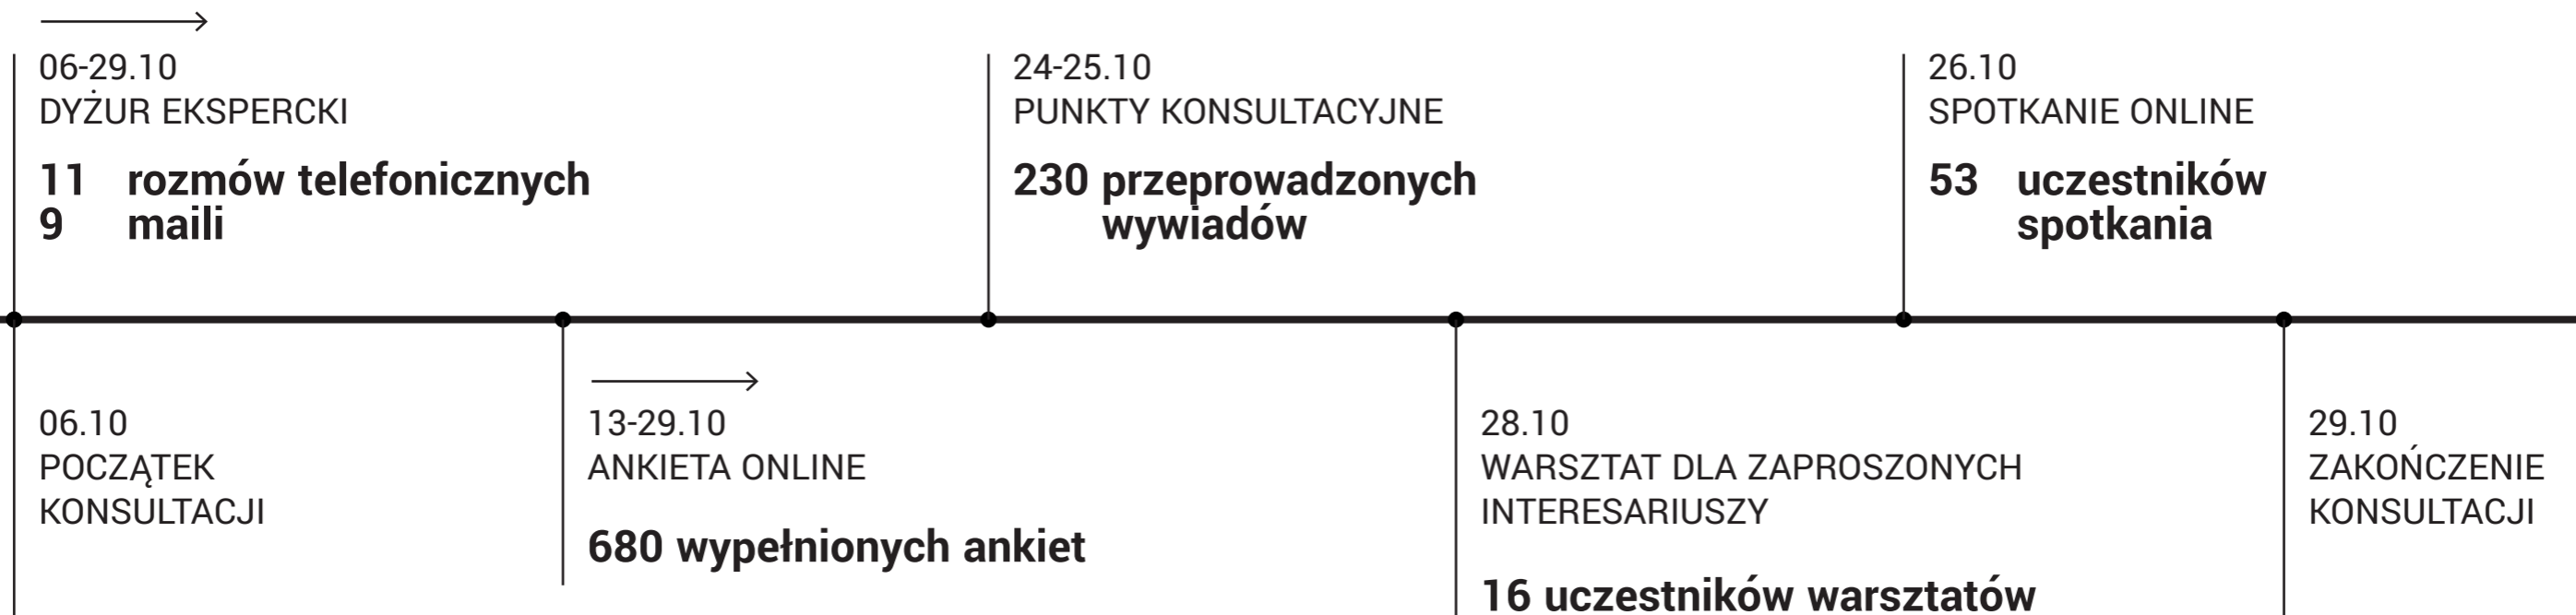 06-29.10
DYŻUR EKSPERCKI
11 rozmów telefonicznych
9 maili
24-25.10
PUNKTY KONSULTACYJNE
230 przeprowadzonych
wywiadów
26.10
SPOTKANIE ONLINE
53 uczestników
spotkania
06.10
POCZĄTEK
KONSULTACJI
13-29.10
ANKIETA ONLINE
680 wypełnionych ankiet
28.10
WARSZTAT DLA ZAPROSZONYCH
INTERESARIUSZY
16 uczestników warsztatów
29.10
ZAKOŃCZENIE
KONSULTACJI